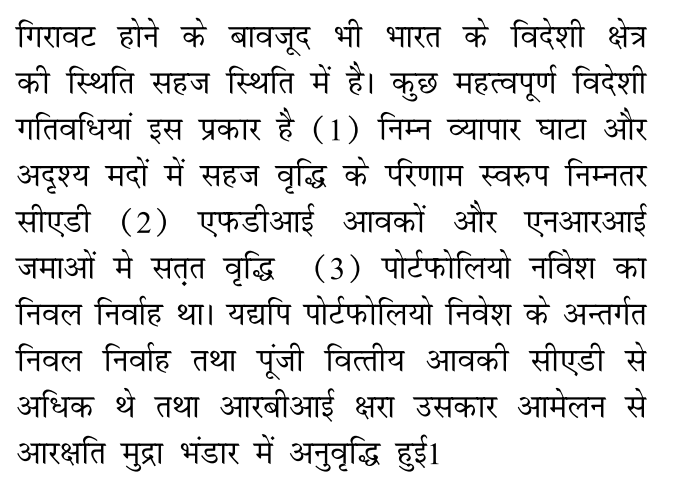 गिरावट होने के बावजूद भी भारत के विदेशी क्षेत्र
की स्थिति सहज स्थिति में है। कुछ महत्वपूर्ण विदेशी
गतिवधियां इस प्रकार है (1) निम्न व्यापार घाटा और
अदृश्य मदों में सहज वृद्धि के परिणाम स्वरुप निम्नतर
सीएडी (2) एफडीआई आवकों और एनआरआई
जमाओं मे सत़त वृद्धि (3) पोर्टफोलियो नविेश का
निवल निर्वाह था। यद्यपि पोर्टफोलियो निवेश के अन्तर्गत
निवल निर्वाह तथा पूंजी वित्तीय आवकी सीएडी से
अधिक थे तथा आरबीआई क्षरा उसकार आमेलन से
आरक्षति मुद्रा भंडार में अनुवृद्धि हुई1